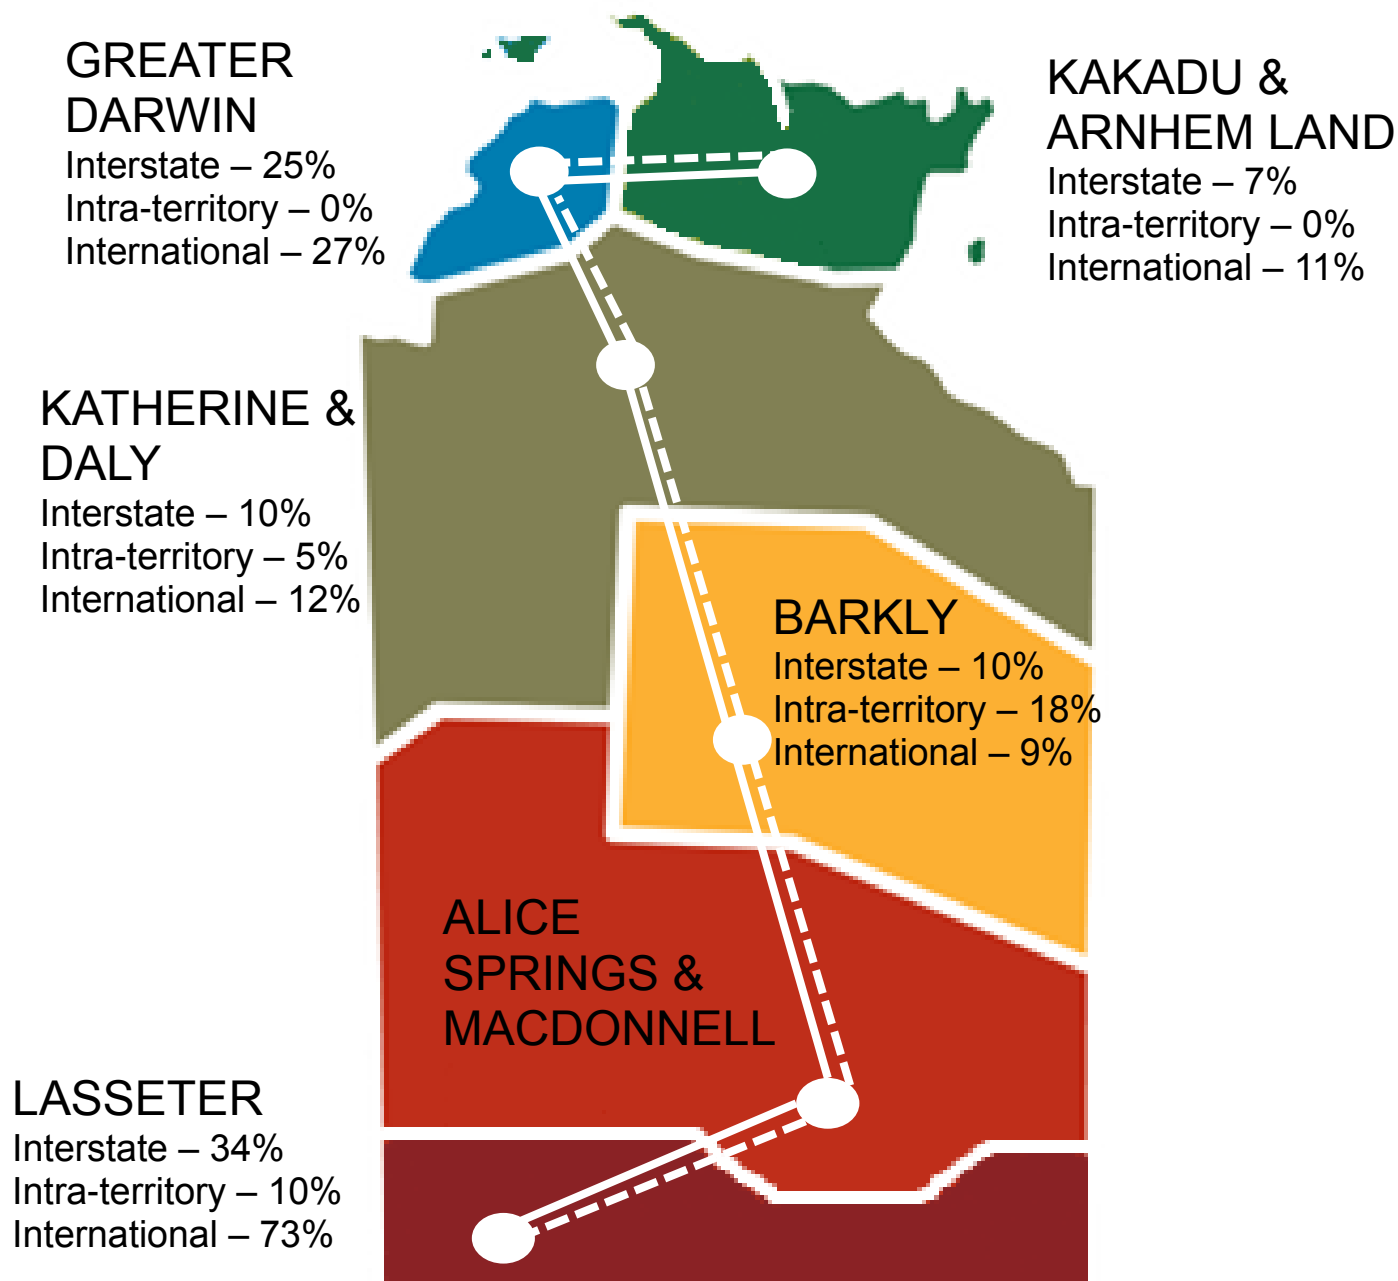 GREATER
DARWIN
Interstate – 25%
Intra-territory – 0%
International – 27%
KAKADU &
ARNHEM LAND
Interstate – 7%
Intra-territory – 0%
International – 11%
KATHERINE &
DALY
Interstate – 10%
Intra-territory – 5%
International – 12%
BARKLY
Interstate – 10%
Intra-territory – 18%
International – 9%
ALICE
SPRINGS &
MACDONNELL
LASSETER
Interstate – 34%
Intra-territory – 10%
International – 73%